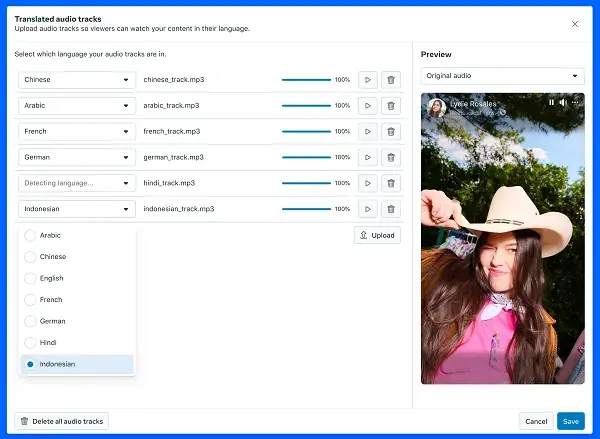 Translated audio tracks
Upload audio tracks so viewers can watch your content in their language.
Select which language your audio tracks are in.
Chinese chinese_track.mp3 100%
Arabic arabic_track.mp3 100%
French french_track.mp3 100%
German german_track.mp3 100%
Detecting language... hindi_track.mp3 100%
Indonesian indonesian_track.mp3 100%
Arabic
Chinese
English
French
German
Hindi
Indonesian
Upload
Delete all audio tracks
Preview
Original audio
Lydie Rosales
Cancel
Save